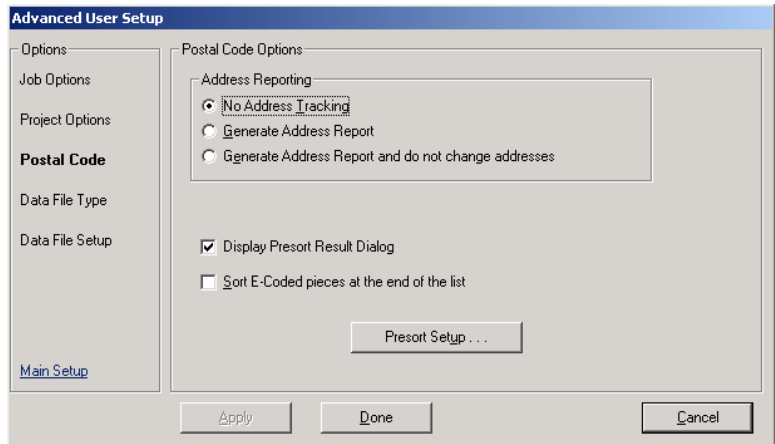 Advanced User Setup
Options
Job Options
Project Options
Postal Code
Data File Type
Data File Setup
Main Setup
Postal Code Options
Address Reporting
No Address Tracking
Generate Address Report
Generate Address Report and do not change addresses
Display Presort Result Dialog
Sort E-Coded pieces at the end of the list
Presort Setup . . .
Apply
Done
Cancel